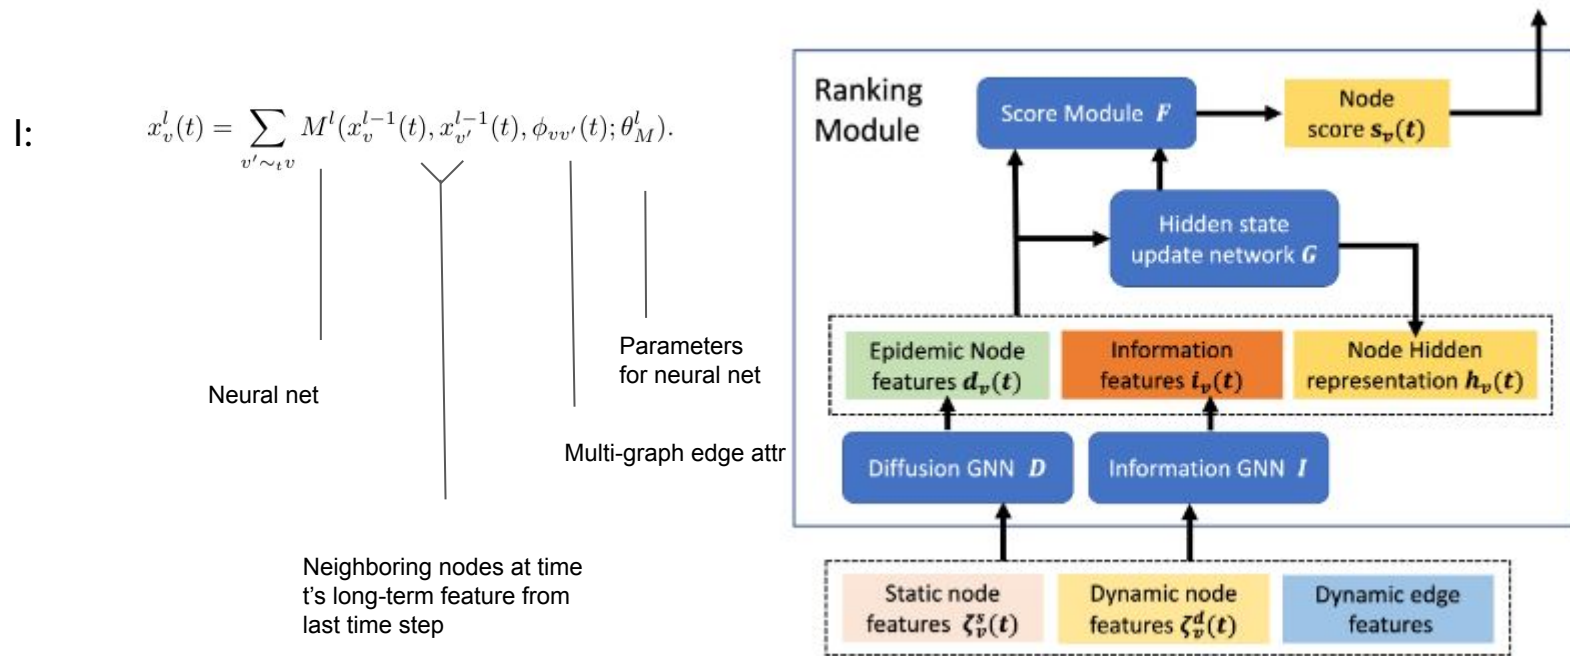 I:
x_v^l(t) = \sum_{v' \sim_t v} M^l(x_v^{l-1}(t), x_{v'}^{l-1}(t), \phi_{vv'}(t); \theta_M^l).
Neural net
Neighboring nodes at time
t's long-term feature from
last time step
Multi-graph edge attr
Parameters
for neural net
Ranking
Module
Score Module F
Node
score s_v(t)
Hidden state
update network G
Epidemic Node
features d_v(t)
Information
features i_v(t)
Node Hidden
representation h_v(t)
Diffusion GNN D
Information GNN I
Static node
features ζ_v^s(t)
Dynamic node
features ζ_v^d(t)
Dynamic edge
features